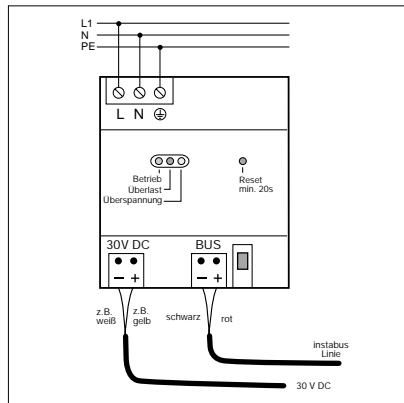 L1
N
PE
L N
Betrieb
Überlast
Überspannung
Reset
min. 20s
30V DC
BUS
− +
− +
z.B.
weiß
z.B.
gelb
schwarz
rot
instabus
Linie
30 V DC